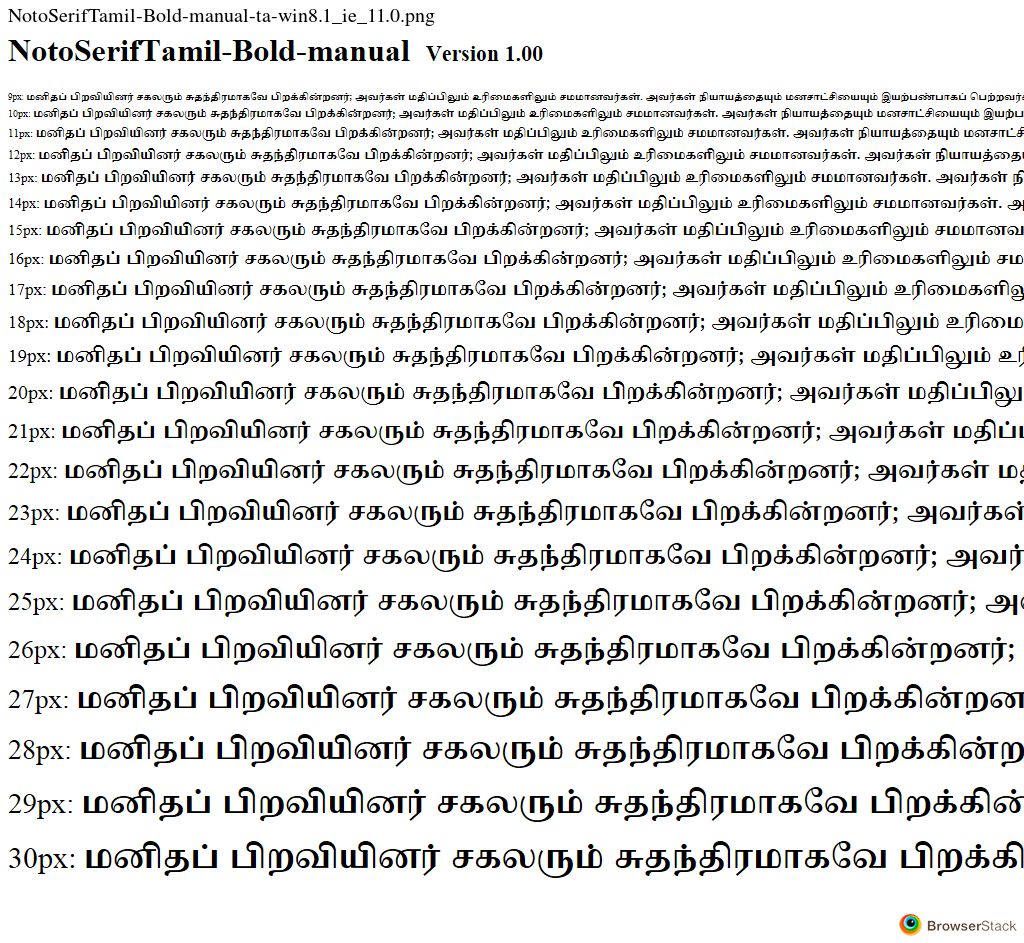 NotoSerifTamil-Bold-manual-ta-win8.1_ie_11.0.png
NotoSerifTamil-Bold-manual Version 1.00
9px: மனிதப் பிறவியினர் சகலரும் சுதந்திரமாகவே பிறக்கின்றனர்; அவர்கள் மதிப்பிலும் உரிமைகளிலும் சமமானவர்கள். அவர்கள் நியாயத்தையும் மனசாட்சியையும் இயற்பண்பாகப் பெற்றவர்
10px: மனிதப் பிறவியினர் சகலரும் சுதந்திரமாகவே பிறக்கின்றனர்; அவர்கள் மதிப்பிலும் உரிமைகளிலும் சமமானவர்கள். அவர்கள் நியாயத்தையும் மனசாட்சியையும் இயற்ப
11px: மனிதப் பிறவியினர் சகலரும் சுதந்திரமாகவே பிறக்கின்றனர்; அவர்கள் மதிப்பிலும் உரிமைகளிலும் சமமானவர்கள். அவர்கள் நியாயத்தையும் மனசாட்சி
12px: மனிதப் பிறவியினர் சகலரும் சுதந்திரமாகவே பிறக்கின்றனர்; அவர்கள் மதிப்பிலும் உரிமைகளிலும் சமமானவர்கள். அவர்கள் நியாயத்தைய
13px: மனிதப் பிறவியினர் சகலரும் சுதந்திரமாகவே பிறக்கின்றனர்; அவர்கள் மதிப்பிலும் உரிமைகளிலும் சமமானவர்கள். அவர்கள் நி
14px: மனிதப் பிறவியினர் சகலரும் சுதந்திரமாகவே பிறக்கின்றனர்; அவர்கள் மதிப்பிலும் உரிமைகளிலும் சமமானவர்கள். அ
15px: மனிதப் பிறவியினர் சகலரும் சுதந்திரமாகவே பிறக்கின்றனர்; அவர்கள் மதிப்பிலும் உரிமைகளிலும் சமமானவ
16px: மனிதப் பிறவியினர் சகலரும் சுதந்திரமாகவே பிறக்கின்றனர்; அவர்கள் மதிப்பிலும் உரிமைகளிலும் சம
17px: மனிதப் பிறவியினர் சகலரும் சுதந்திரமாகவே பிறக்கின்றனர்; அவர்கள் மதிப்பிலும் உரிமைகளிலு
18px: மனிதப் பிறவியினர் சகலரும் சுதந்திரமாகவே பிறக்கின்றனர்; அவர்கள் மதிப்பிலும் உரிமை
19px: மனிதப் பிறவியினர் சகலரும் சுதந்திரமாகவே பிறக்கின்றனர்; அவர்கள் மதிப்பிலும் உரி
20px: மனிதப் பிறவியினர் சகலரும் சுதந்திரமாகவே பிறக்கின்றனர்; அவர்கள் மதிப்பிலு
21px: மனிதப் பிறவியினர் சகலரும் சுதந்திரமாகவே பிறக்கின்றனர்; அவர்கள் மதிப்ப
22px: மனிதப் பிறவியினர் சகலரும் சுதந்திரமாகவே பிறக்கின்றனர்; அவர்கள் மதி
23px: மனிதப் பிறவியினர் சகலரும் சுதந்திரமாகவே பிறக்கின்றனர்; அவர்கள்
24px: மனிதப் பிறவியினர் சகலரும் சுதந்திரமாகவே பிறக்கின்றனர்; அவர்
25px: மனிதப் பிறவியினர் சகலரும் சுதந்திரமாகவே பிறக்கின்றனர்; அவ
26px: மனிதப் பிறவியினர் சகலரும் சுதந்திரமாகவே பிறக்கின்றனர்;
27px: மனிதப் பிறவியினர் சகலரும் சுதந்திரமாகவே பிறக்கின்றன
28px: மனிதப் பிறவியினர் சகலரும் சுதந்திரமாகவே பிறக்கின்ற
29px: மனிதப் பிறவியினர் சகலரும் சுதந்திரமாகவே பிறக்கின்
30px: மனிதப் பிறவியினர் சகலரும் சுதந்திரமாகவே பிறக்கி
BrowserStack